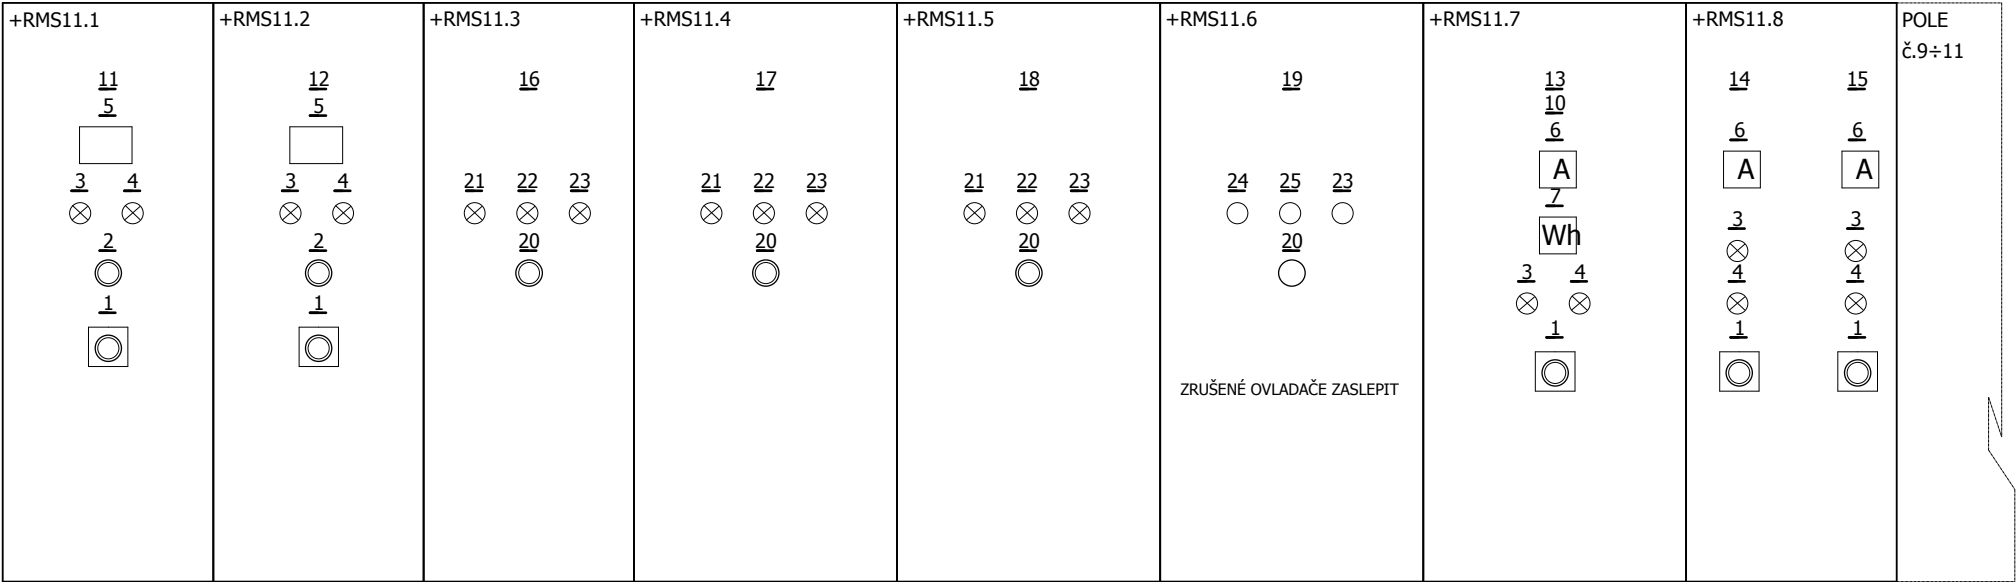 +RMS11.1
11
5
3 4
2
1
+RMS11.2
12
5
3 4
2
1
+RMS11.3
16
21 22 23
20
+RMS11.4
17
21 22 23
20
+RMS11.5
18
21 22 23
20
+RMS11.6
19
24 25 23
20
ZRUŠENÉ OVLADAČE ZASLEPIT
+RMS11.7
13
10
6
A
7
Wh
3 4
1
+RMS11.8
14 15
6 6
A A
3 3
4 4
1 1
POLE
č.9÷11